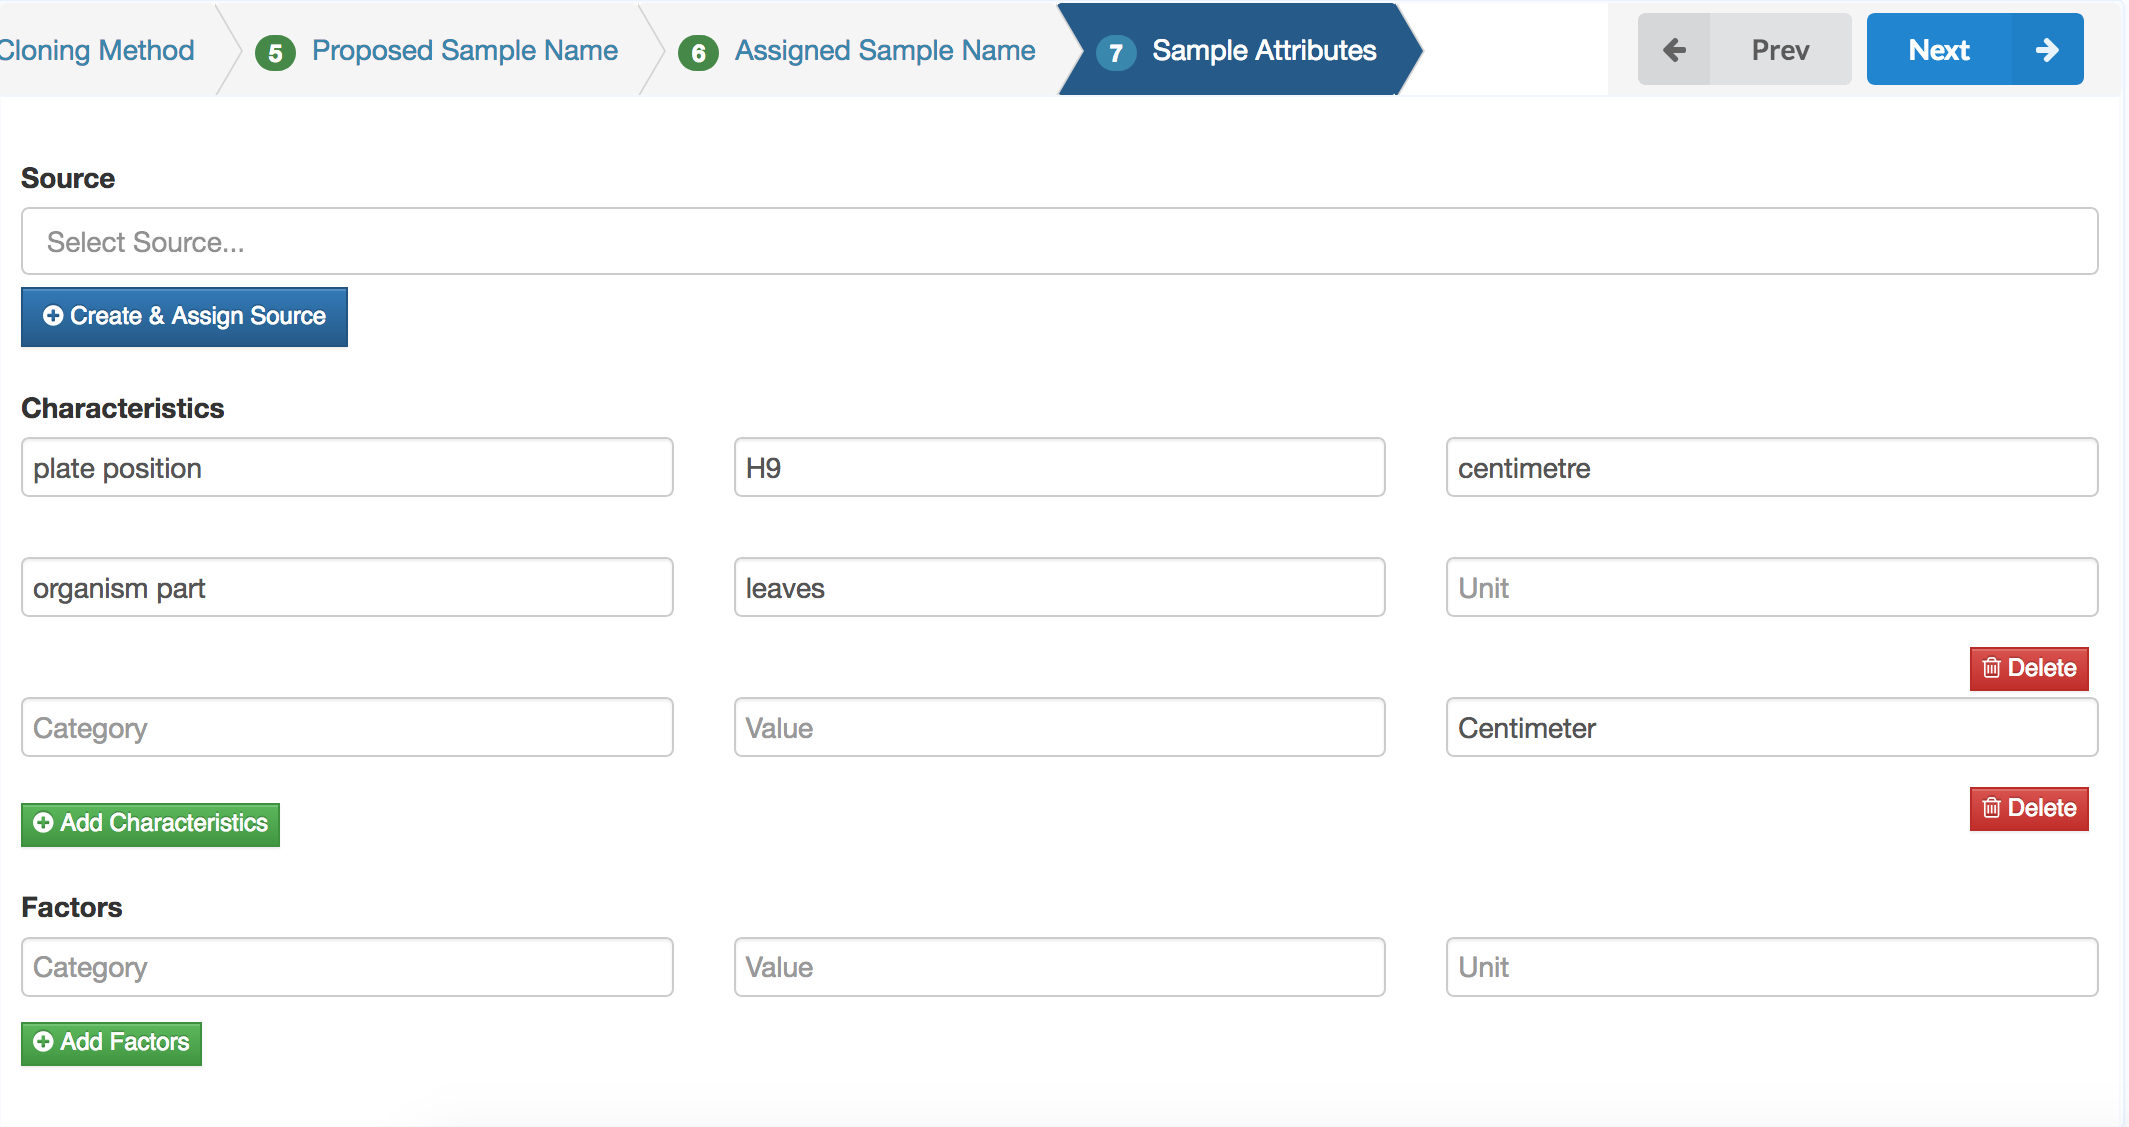 Cloning Method 5 Proposed Sample Name 6 Assigned Sample Name 7 Sample Attributes Prev Next
Source
Select Source...
Create & Assign Source
Characteristics
plate position H9 centimetre
organism part leaves Unit
Delete
Category Value Centimeter
Delete
Add Characteristics
Factors
Category Value Unit
Add Factors